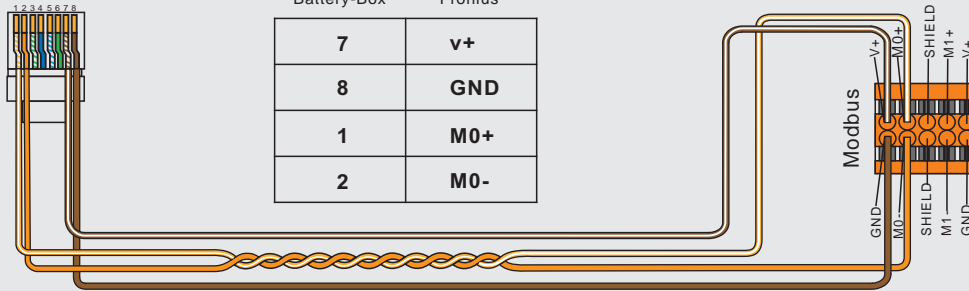 Battery-Box Fronius
1 2 3 4 5 6 7 8
7 v+
8 GND
1 M0+
2 M0-
Modbus
V+
M0+
SHIELD
M1+
V+
GND
M0-
SHIELD
M1-
GND